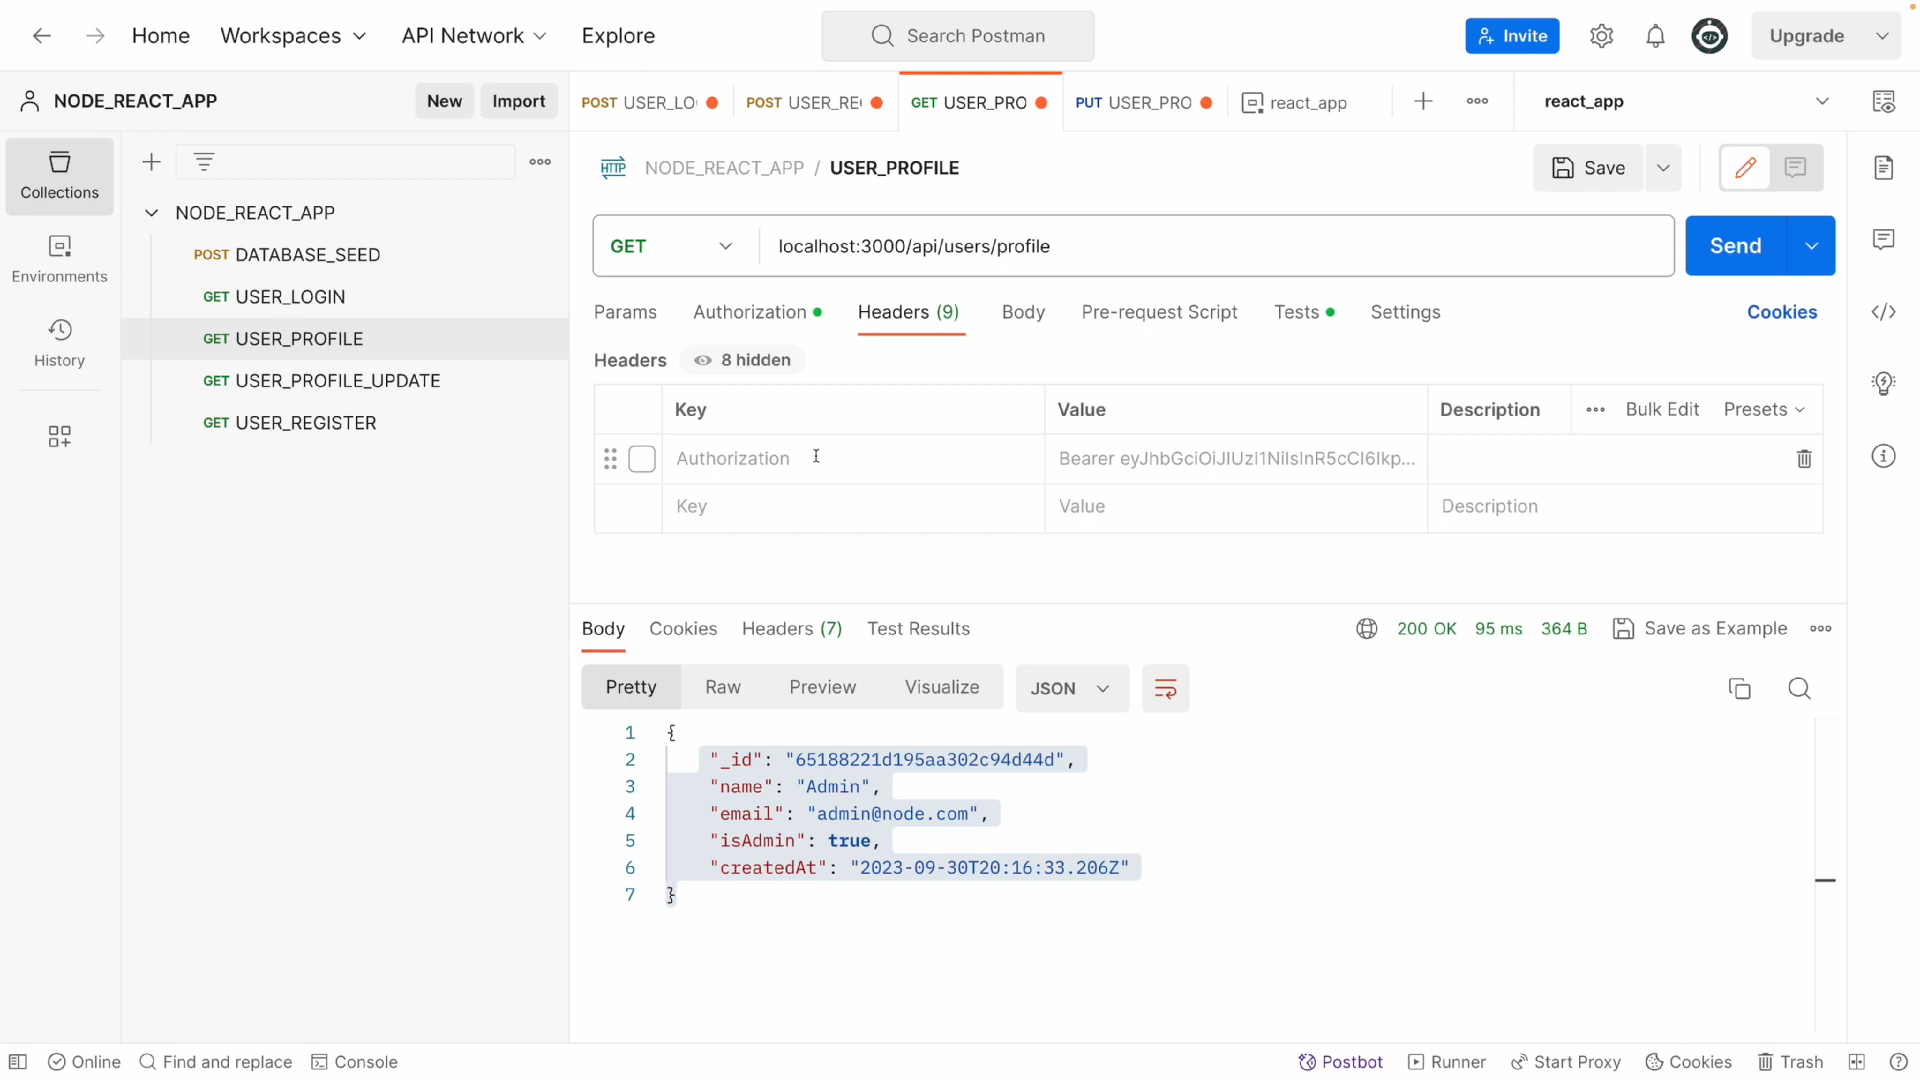 Home Workspaces API Network Explore Search Postman Invite Upgrade
NODE_REACT_APP New Import POST USER_LO POST USER_RE GET USER_PRO PUT USER_PRO react_app react_app
Collections
Environments
History
NODE_REACT_APP
POST DATABASE_SEED
GET USER_LOGIN
GET USER_PROFILE
GET USER_PROFILE_UPDATE
GET USER_REGISTER
HTTP NODE_REACT_APP / USER_PROFILE Save
GET localhost:3000/api/users/profile Send
Params Authorization Headers (9) Body Pre-request Script Tests Settings Cookies
Headers 8 hidden
Key Value Description Bulk Edit Presets
Authorization Bearer eyJhbGciOiJIUzI1NiIsInR5cCI6Ikp...
Key Value Description
Body Cookies Headers (7) Test Results 200 OK 95 ms 364 B Save as Example
Pretty Raw Preview Visualize JSON
1 {
2 "_id": "65188221d195aa302c94d44d",
3 "name": "Admin",
4 "email": "admin@node.com",
5 "isAdmin": true,
6 "createdAt": "2023-09-30T20:16:33.206Z"
7 }
Online Find and replace Console Postbot Runner Start Proxy Cookies Trash